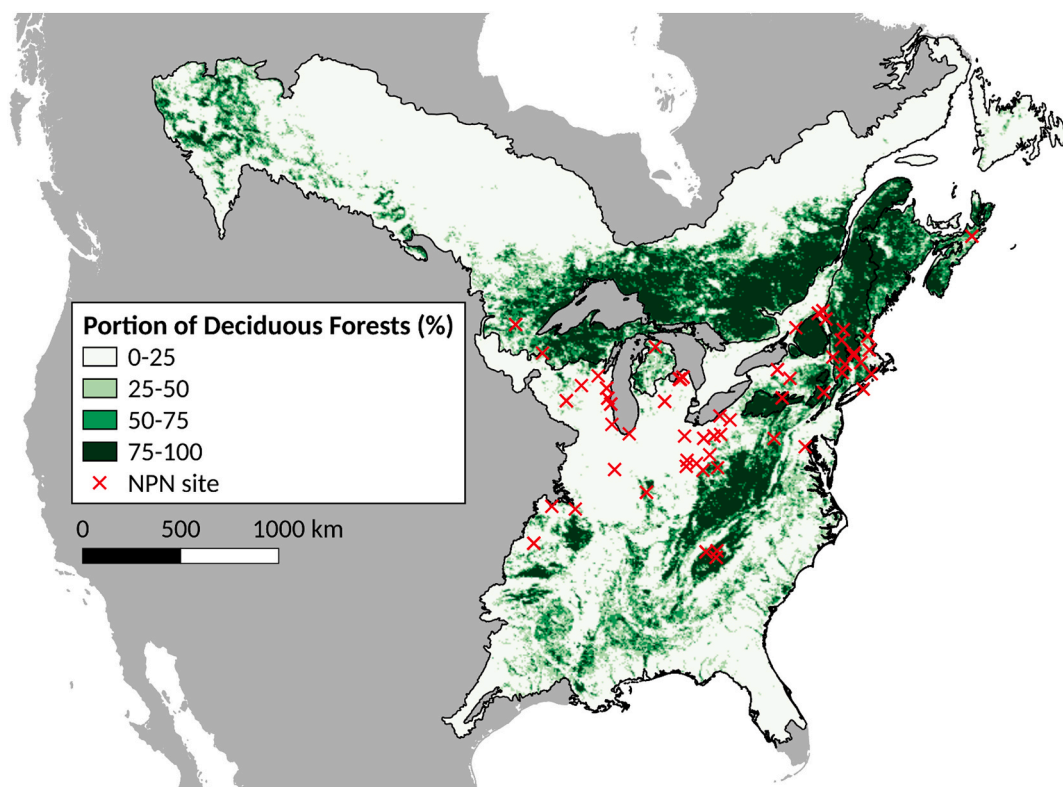 Portion of Deciduous Forests (%)
0-25
25-50
50-75
75-100
NPN site
0 500 1000 km